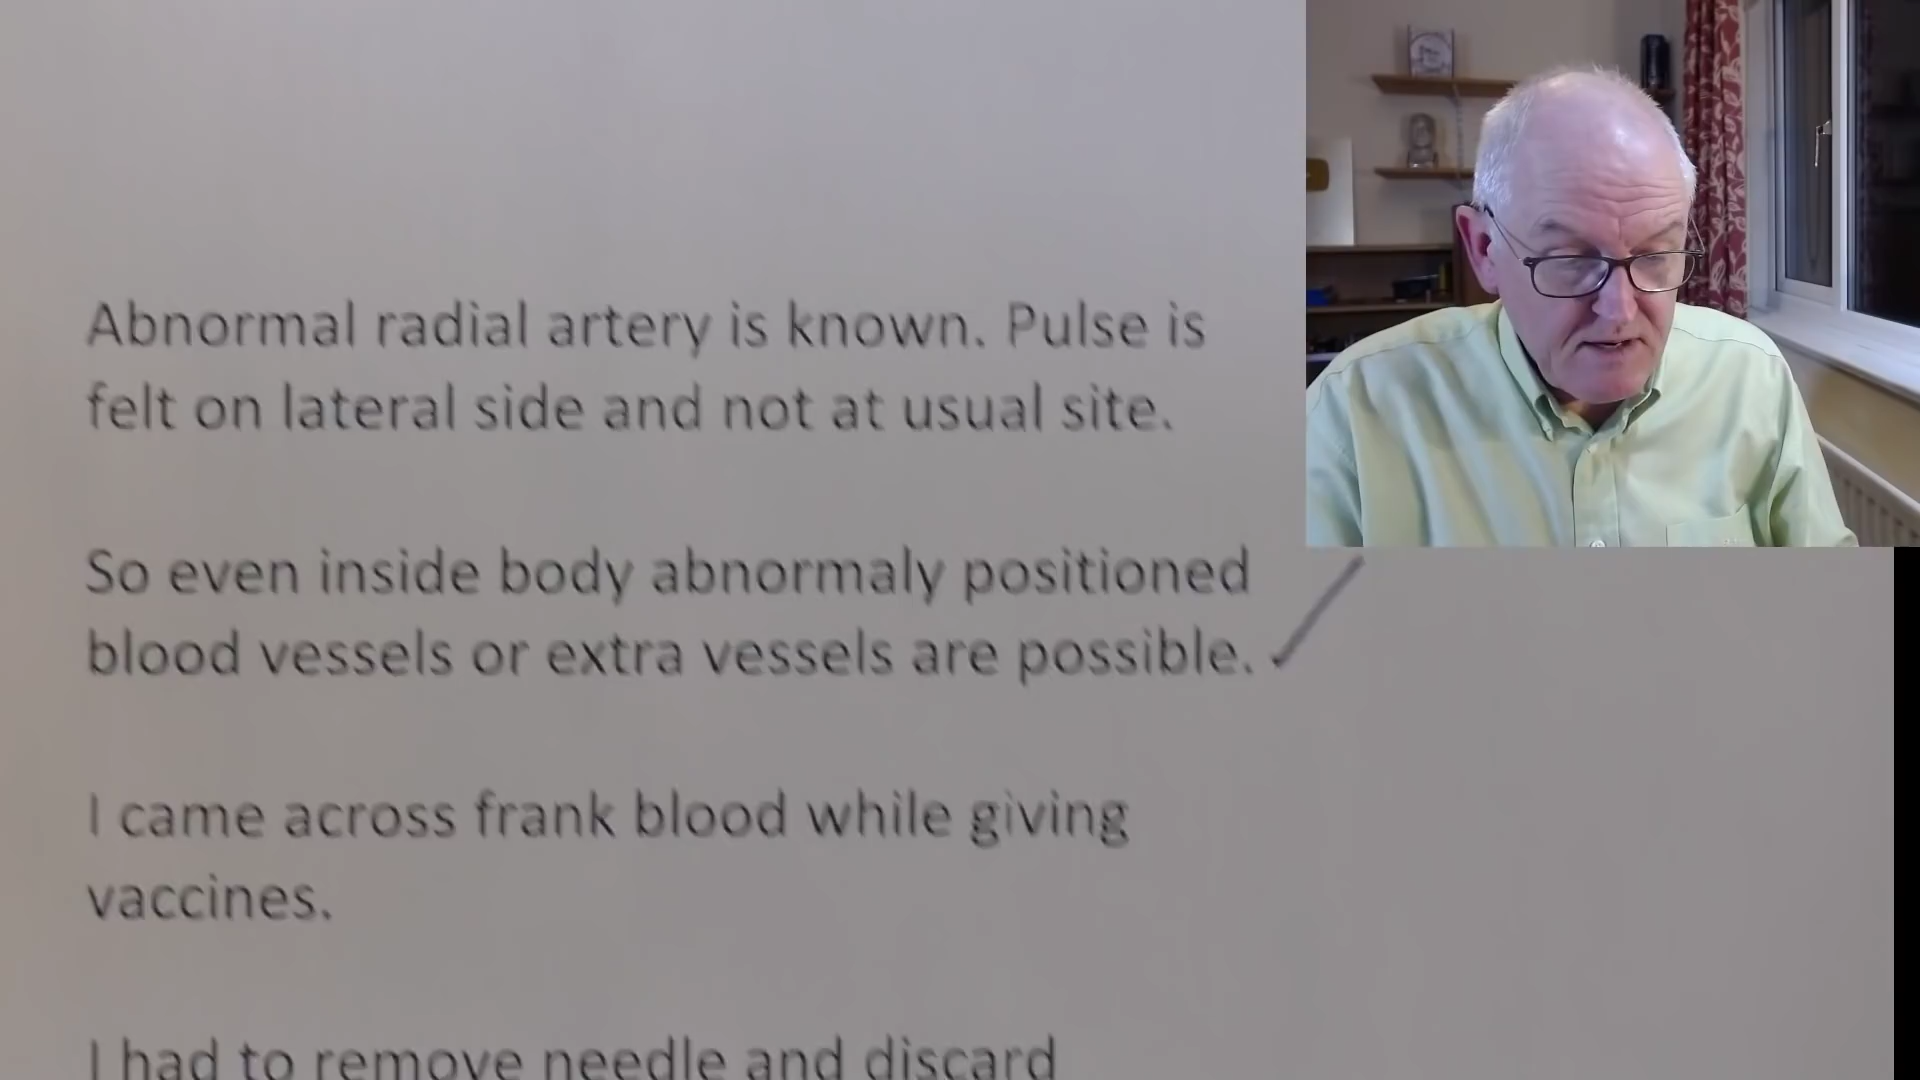 Abnormal radial artery is known. Pulse is
felt on lateral side and not at usual site.
So even inside body abnormaly positioned
blood vessels or extra vessels are possible.
I came across frank blood while giving
vaccines.
I had to remove needle and discard